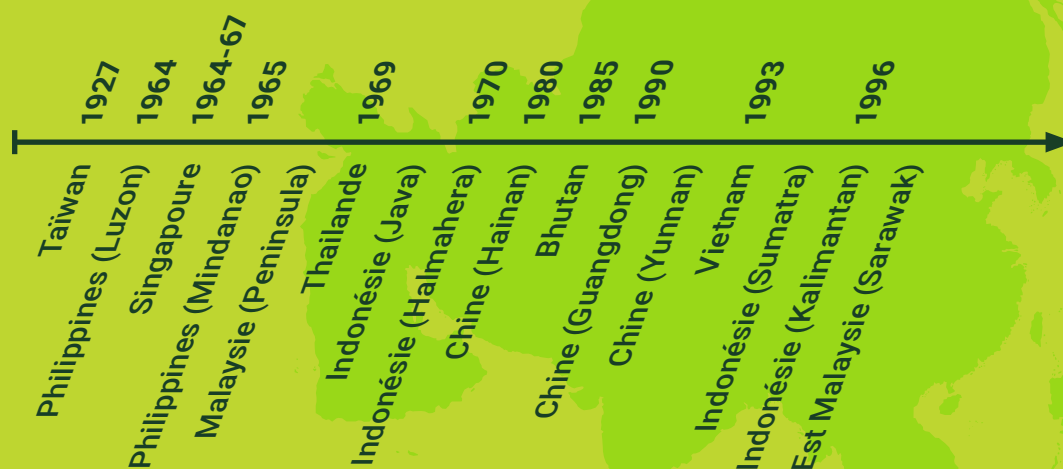 1927
1964
1964-67
1965
1969
1970
1980
1985
1990
1993
1996
Taïwan
Philippines (Luzon)
Singapoure
Philippines (Mindanao)
Malaysie (Peninsula)
Thailande
Indonésie (Java)
Indonésie (Halmahera)
Chine (Hainan)
Bhutan
Chine (Guangdong)
Chine (Yunnan)
Vietnam
Indonésie (Sumatra)
Indonésie (Kalimantan)
Est Malaysie (Sarawak)